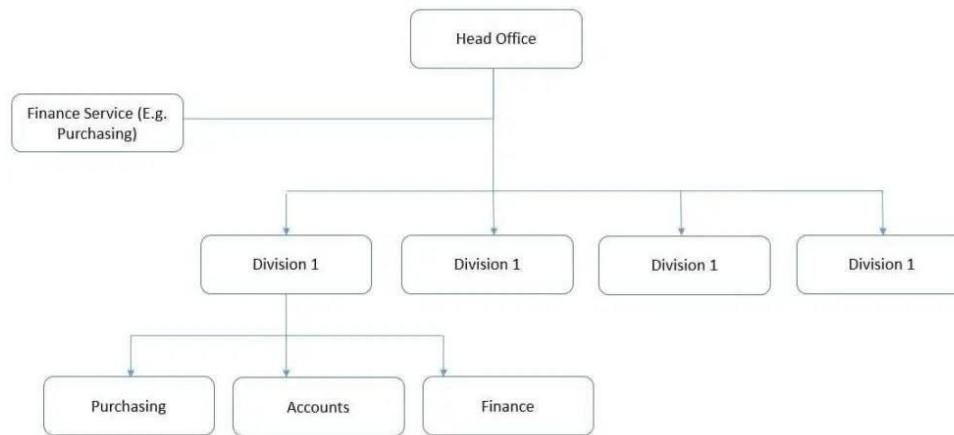 Head Office
Finance Service (E.g.
Purchasing)
Division 1
Division 1
Division 1
Division 1
Purchasing
Accounts
Finance